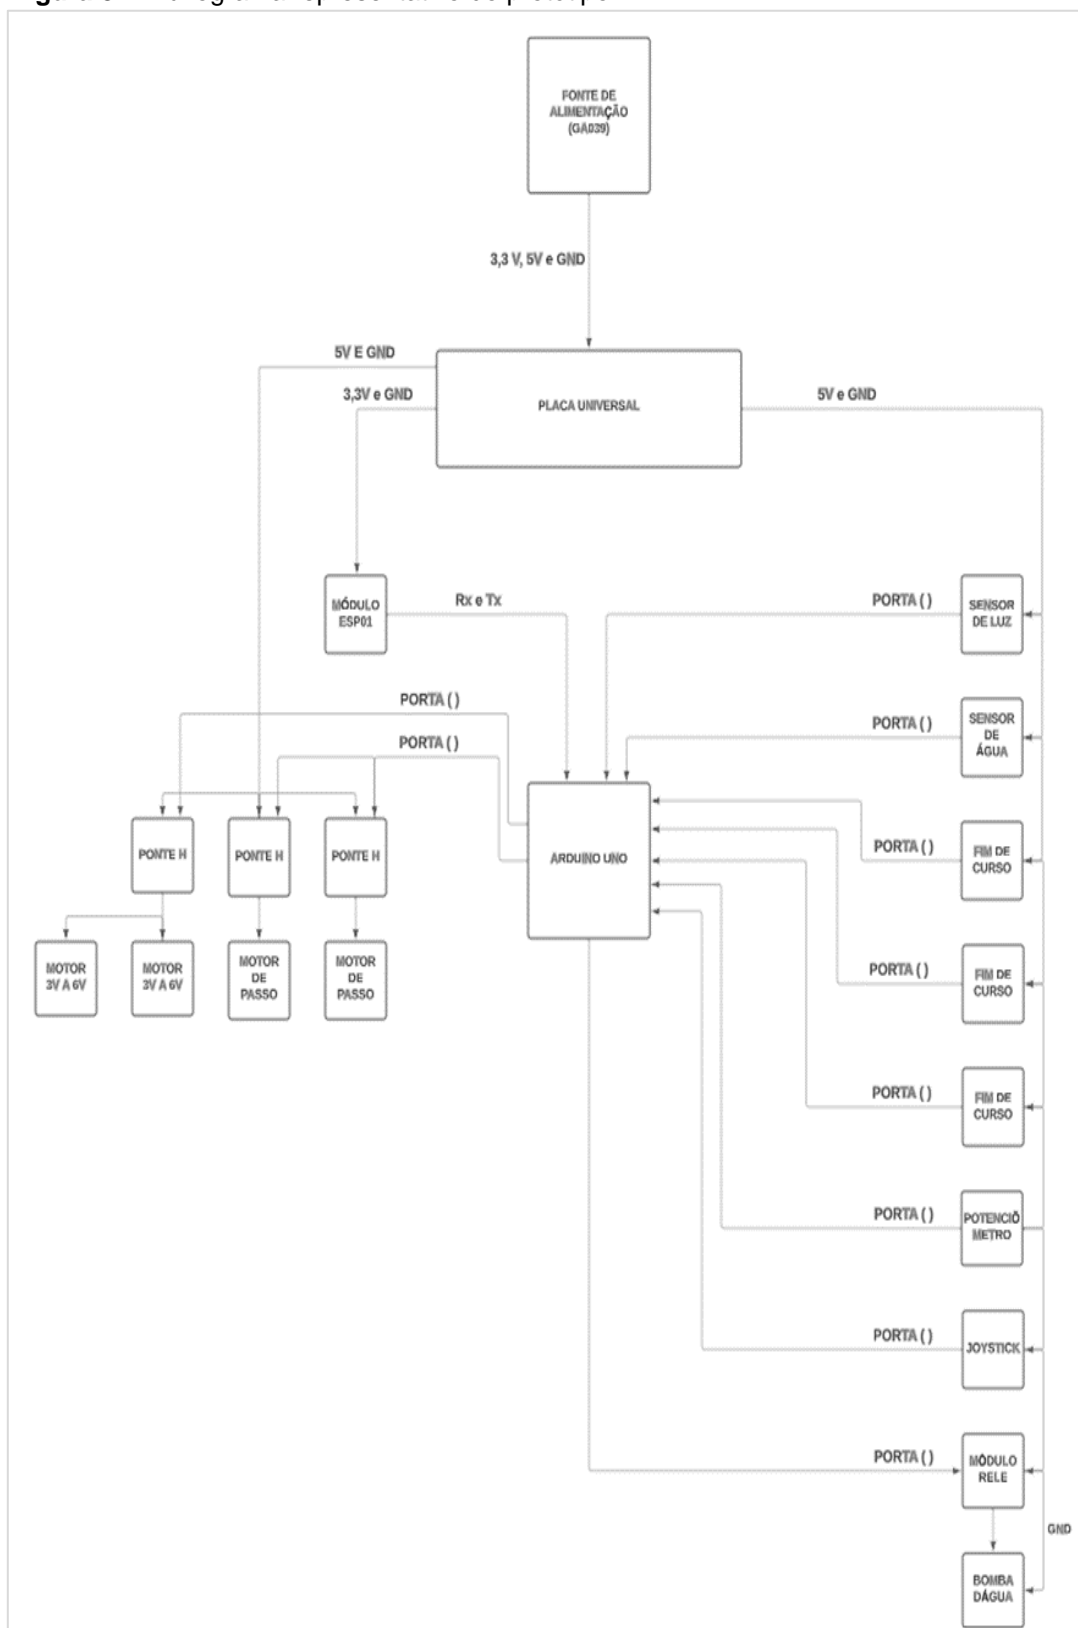 FONTE DE
ALIMENTAÇÃO
(GA039)
3,3 V, 5V e GND
5V E GND
3,3V e GND
PLACA UNIVERSAL
5V e GND
MÓDULO
ESP01
Rx e Tx
PORTA ( )
SENSOR
DE LUZ
PORTA ( )
PORTA ( )
PORTA ( )
SENSOR
DE
ÁGUA
PONTE H
PONTE H
PONTE H
ARDUINO UNO
PORTA ( )
FIM DE
CURSO
MOTOR
3V A 6V
MOTOR
3V A 6V
MOTOR
DE
PASSO
MOTOR
DE
PASSO
PORTA ( )
FIM DE
CURSO
PORTA ( )
FIM DE
CURSO
PORTA ( )
POTENCIÔ
METRO
PORTA ( )
JOYSTICK
PORTA ( )
MÓDULO
RELE
GND
BOMBA
DÁGUA